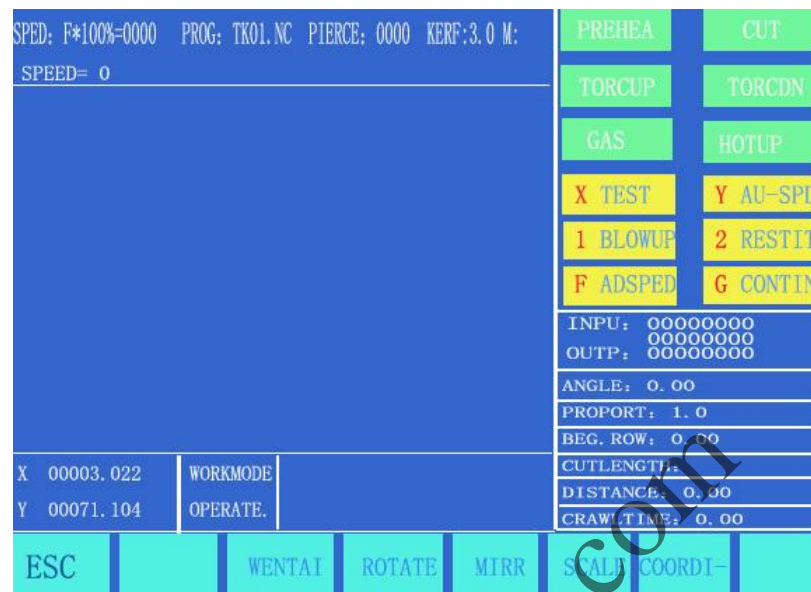 SPED: F*100%=0000 PROG: TK01.NC PIERCE: 0000 KERF:3.0 M:
SPEED= 0
PREHEA CUT
TORCUP TORCDN
GAS HOTUP
X TEST Y AU-SPD
1 BLOWUP 2 RESTIT
F ADSPED G CONTIN
INPU: 00000000
00000000
OUTP: 00000000
ANGLE: 0.00
PROPORT: 1.0
BEG.ROW: 0.00
CUTLENGTH:
DISTANCE: 0.00
CRAWLTIME: 0.00
X 00003.022 WORKMODE
Y 00071.104 OPERATE.
ESC WENTAI ROTATE MIRR SCALE COORDI-
com